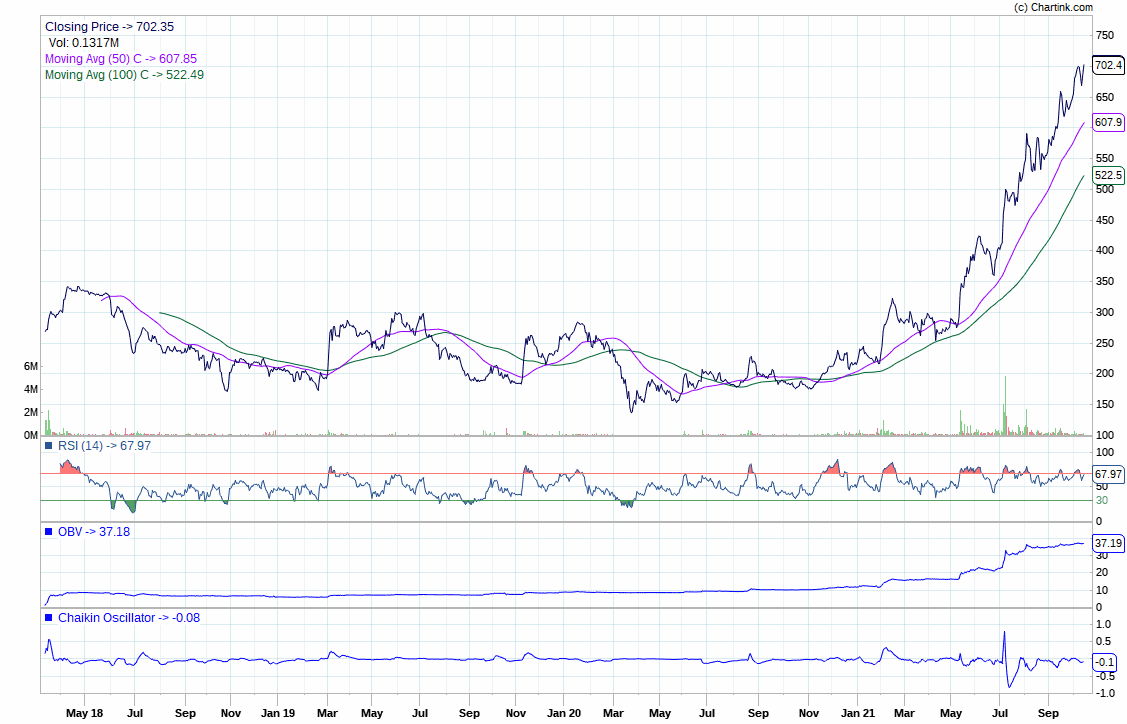 (c) Chartink.com
Closing Price -> 702.35
Vol: 0.1317M
Moving Avg (50) C -> 607.85
Moving Avg (100) C -> 522.49
750
702.4
650
607.9
550
522.5
500
450
400
350
300
250
200
150
100
6M
4M
2M
0M
RSI (14) -> 67.97
100
67.97
50
30
0
OBV -> 37.18
37.19
30
20
10
0
Chaikin Oscillator -> -0.08
1.0
0.5
-0.1
-0.5
-1.0
May 18 Jul Sep Nov Jan 19 Mar May Jul Sep Nov Jan 20 Mar May Jul Sep Nov Jan 21 Mar May Jul Sep